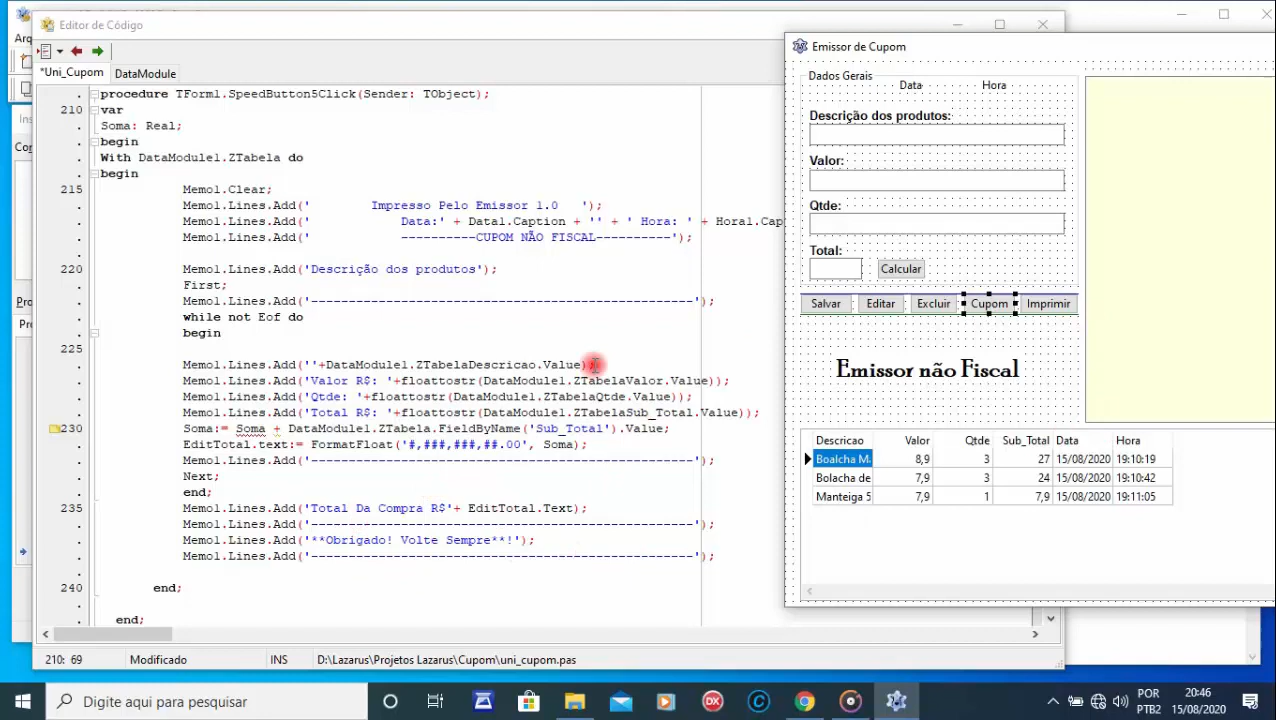 Editor de Código
Arq
*Uni_Cupom DataModule
procedure TForm1.SpeedButton5Click(Sender: TObject);
210 var
Soma: Real;
begin
With DataModule1.ZTabela do
begin
215 Memo1.Clear;
Memo1.Lines.Add(' Impresso Pelo Emissor 1.0 ');
Memo1.Lines.Add(' Data:' + Data1.Caption + '' + ' Hora: ' + Hora1.Cap
Memo1.Lines.Add(' ----------CUPOM NÃO FISCAL----------');
220 Memo1.Lines.Add('Descrição dos produtos');
First;
Memo1.Lines.Add('---------------------------------------------------');
while not Eof do
begin
225
Memo1.Lines.Add(''+DataModule1.ZTabelaDescricao.Value);
Memo1.Lines.Add('Valor R$: '+floattostr(DataModule1.ZTabelaValor.Value));
Memo1.Lines.Add('Qtde: '+floattostr(DataModule1.ZTabelaQtde.Value));
Memo1.Lines.Add('Total R$: '+floattostr(DataModule1.ZTabelaSub_Total.Value));
230 Soma:= Soma + DataModule1.ZTabela.FieldByName('Sub_Total').Value;
EditTotal.text:= FormatFloat('#,###,###,##.00', Soma);
Memo1.Lines.Add('---------------------------------------------------');
Next;
end;
235 Memo1.Lines.Add('Total Da Compra R$'+ EditTotal.Text);
Memo1.Lines.Add('---------------------------------------------------');
Memo1.Lines.Add('**Obrigado! Volte Sempre**!');
Memo1.Lines.Add('---------------------------------------------------');
240 end;
end;
210: 69 Modificado INS D:\Lazarus\Projetos Lazarus\Cupom\uni_cupom.pas
Ins
Co
Pro
Pro
Emissor de Cupom
Dados Gerais
Data Hora
Descrição dos produtos:
Valor:
Qtde:
Total:
Calcular
Salvar Editar Excluir Cupom Imprimir
Emissor não Fiscal
Descricao Valor Qtde Sub_Total Data Hora
Boalcha M 8,9 3 27 15/08/2020 19:10:19
Bolacha de 7,9 3 24 15/08/2020 19:10:42
Manteiga 5 7,9 1 7,9 15/08/2020 19:11:05
Digite aqui para pesquisar
DX
POR
PTB2
20:46
15/08/2020